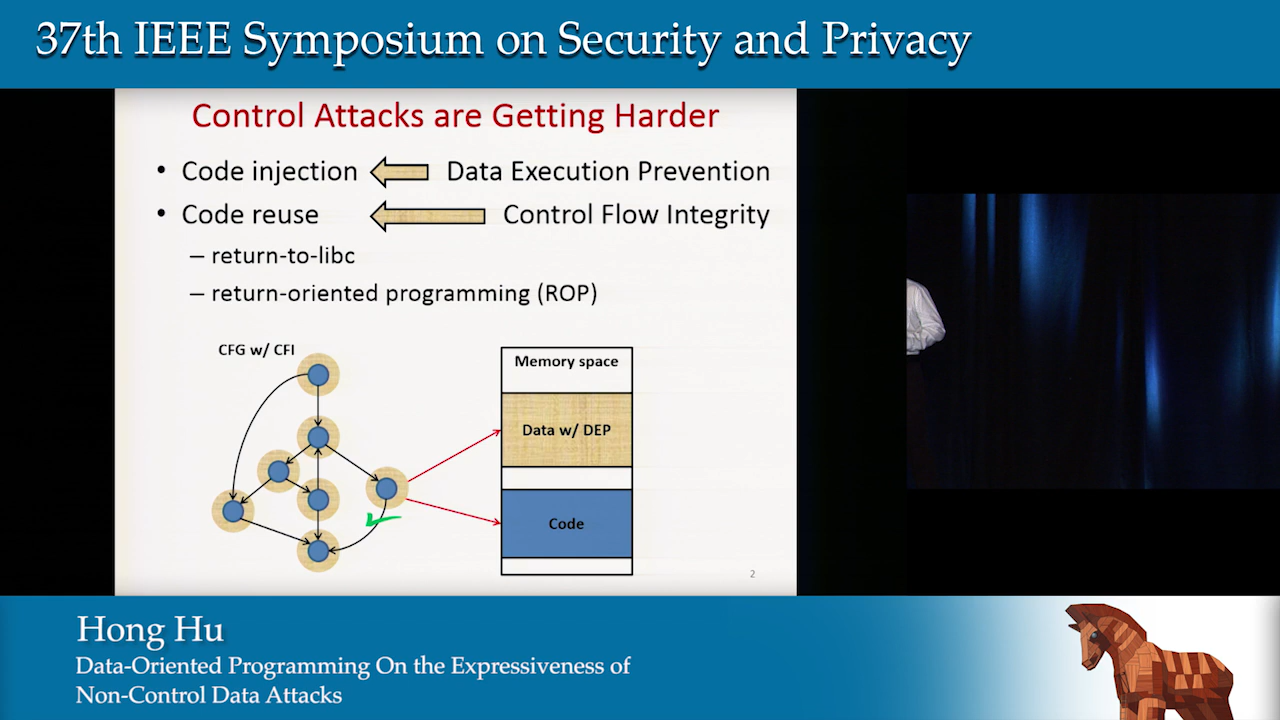 37th IEEE Symposium on Security and Privacy
Control Attacks are Getting Harder
• Code injection
Data Execution Prevention
• Code reuse
Control Flow Integrity
– return-to-libc
– return-oriented programming (ROP)
CFG w/ CFI
Memory space
Data w/ DEP
Code
2
Hong Hu
Data-Oriented Programming On the Expressiveness of
Non-Control Data Attacks